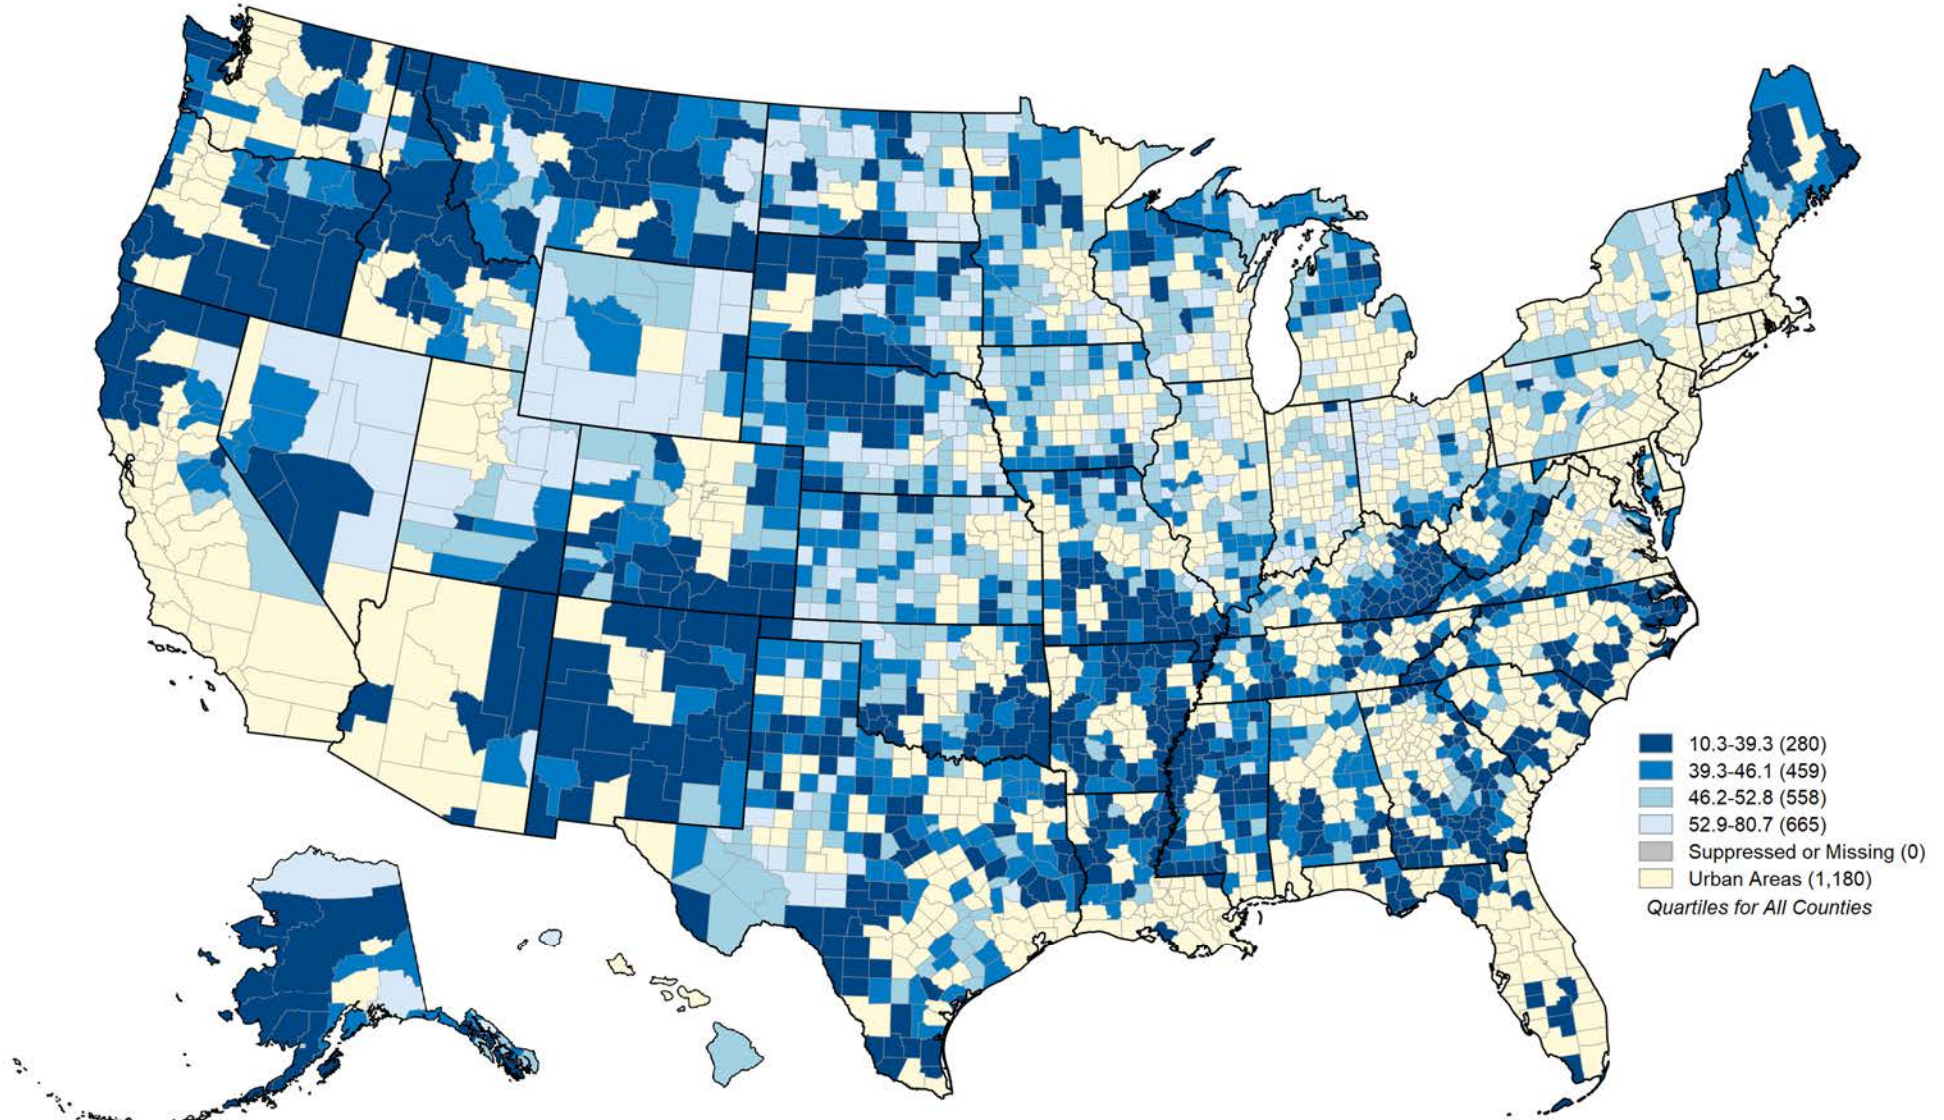 10.3-39.3 (280)
39.3-46.1 (459)
46.2-52.8 (558)
52.9-80.7 (665)
Suppressed or Missing (0)
Urban Areas (1,180)
Quartiles for All Counties